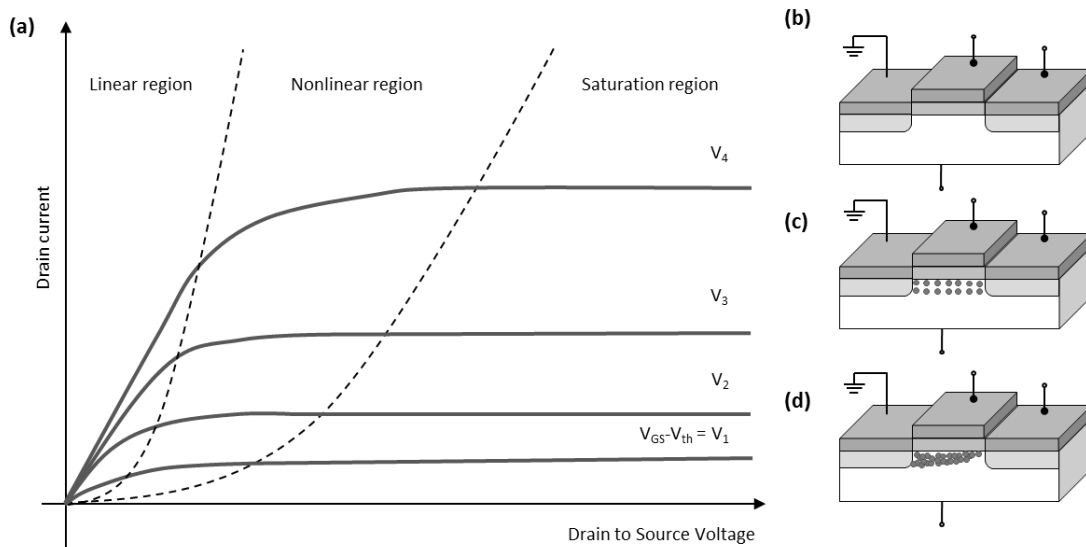 (a)
Linear region
Nonlinear region
Saturation region
V4
V3
V2
VGS-Vth = V1
Drain current
Drain to Source Voltage
(b)
(c)
(d)